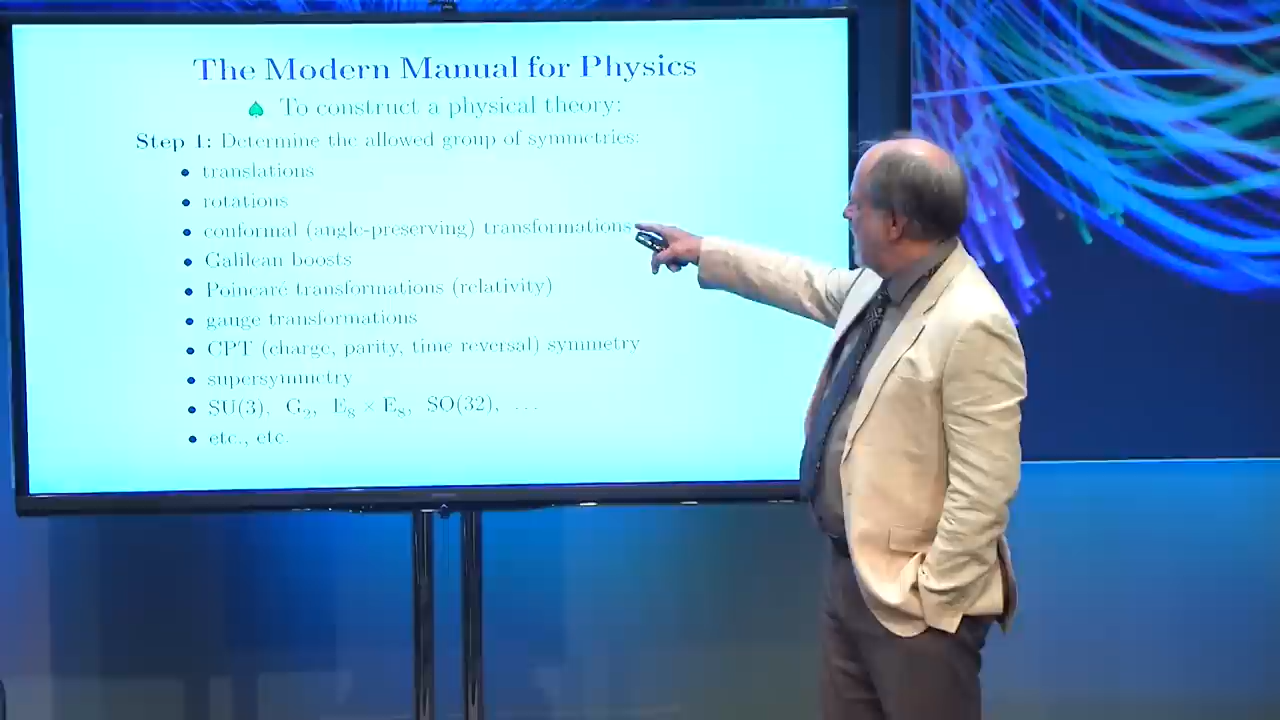 The Modern Manual for Physics
♠ To construct a physical theory:
Step 1: Determine the allowed group of symmetries:
• translations
• rotations
• conformal (angle-preserving) transformations
• Galilean boosts
• Poincaré transformations (relativity)
• gauge transformations
• CPT (charge, parity, time reversal) symmetry
• supersymmetry
• SU(3), G₂, E₈ × E₈, SO(32), …
• etc., etc.